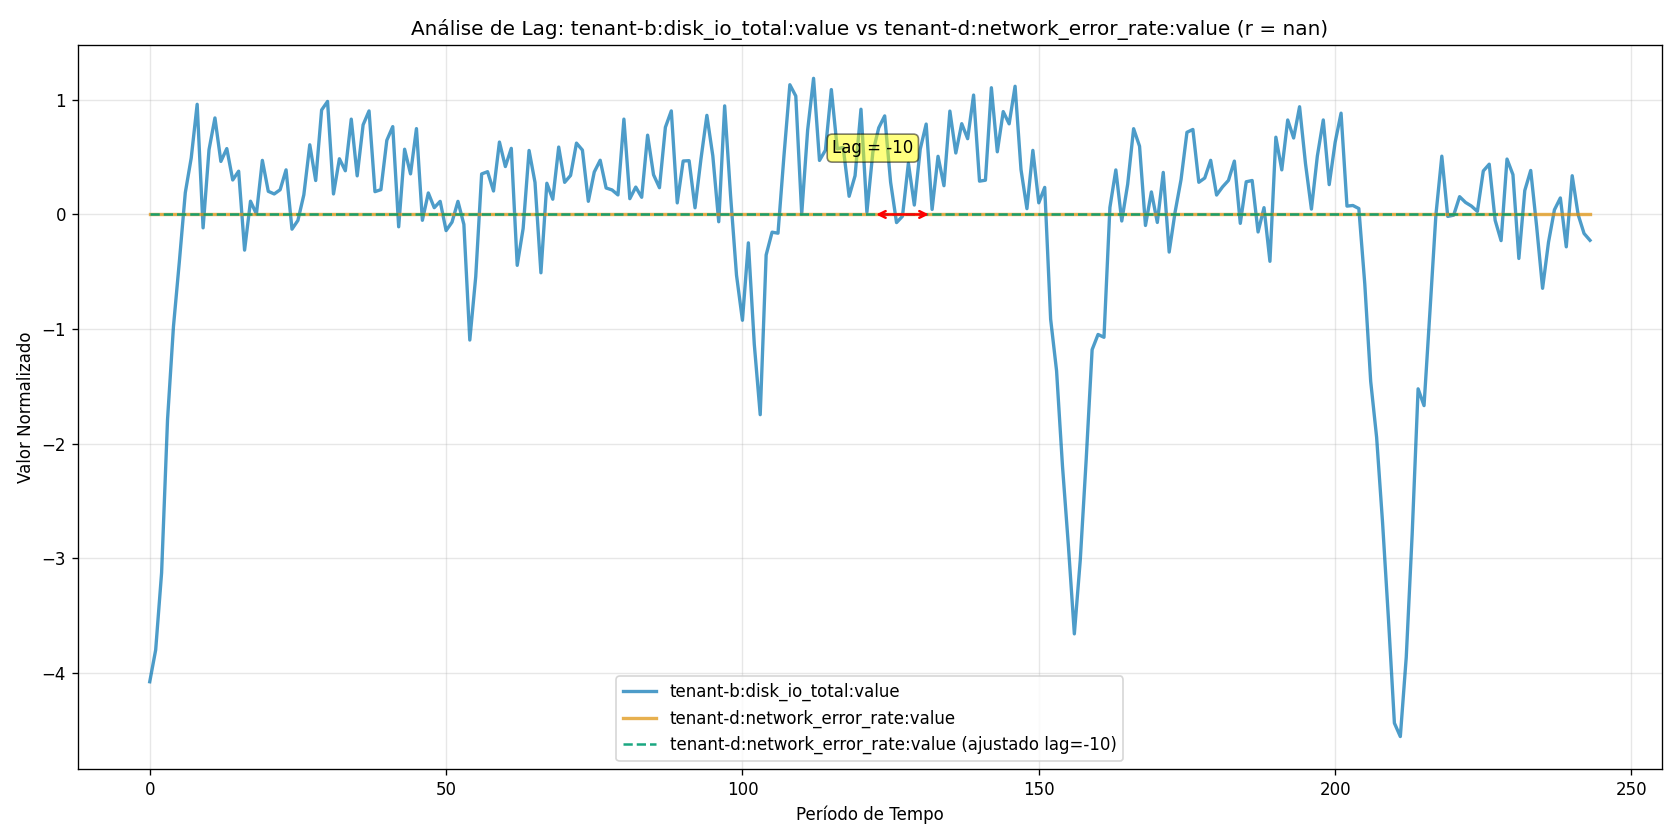 Análise de Lag: tenant-b:disk_io_total:value vs tenant-d:network_error_rate:value (r = nan)
Valor Normalizado
1
0
−1
−2
−3
−4
Lag = -10
tenant-b:disk_io_total:value
tenant-d:network_error_rate:value
tenant-d:network_error_rate:value (ajustado lag=-10)
0 50 100 150 200 250
Período de Tempo